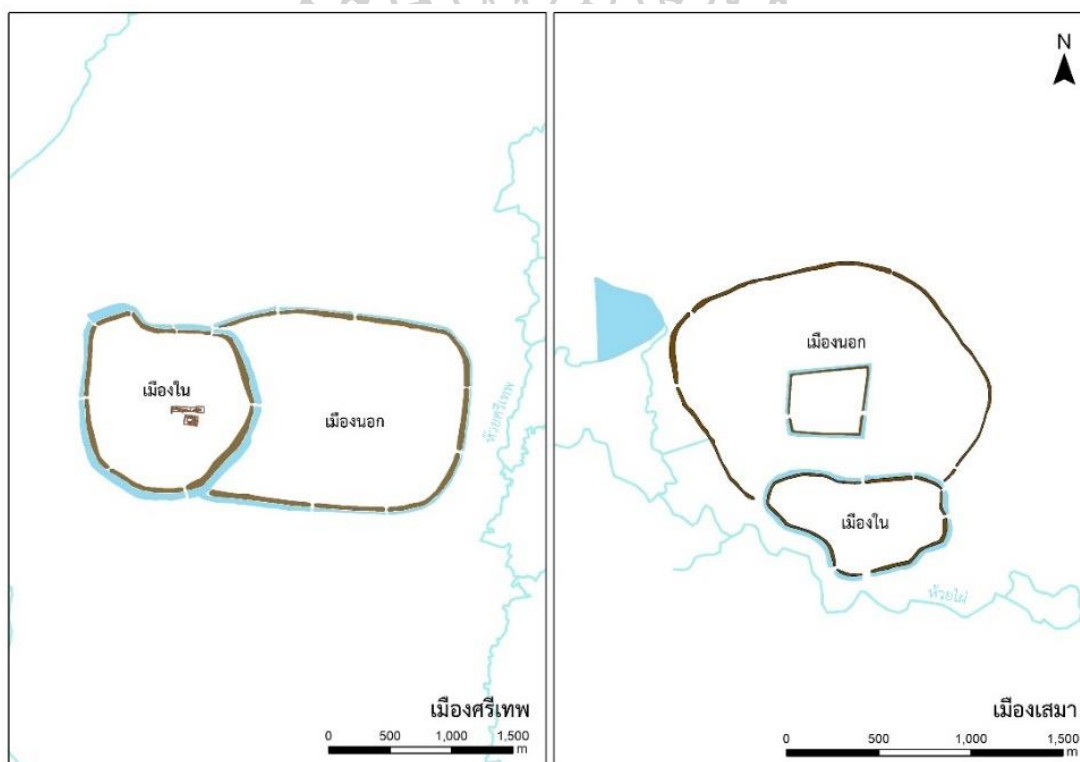 เมืองใน
เมืองนอก
ห้วยศรีเทพ
เมืองศรีเทพ
0 500 1,000 1,500
m
N
เมืองนอก
เมืองใน
ห้วยไผ่
เมืองเสมา
0 500 1,000 1,500
m